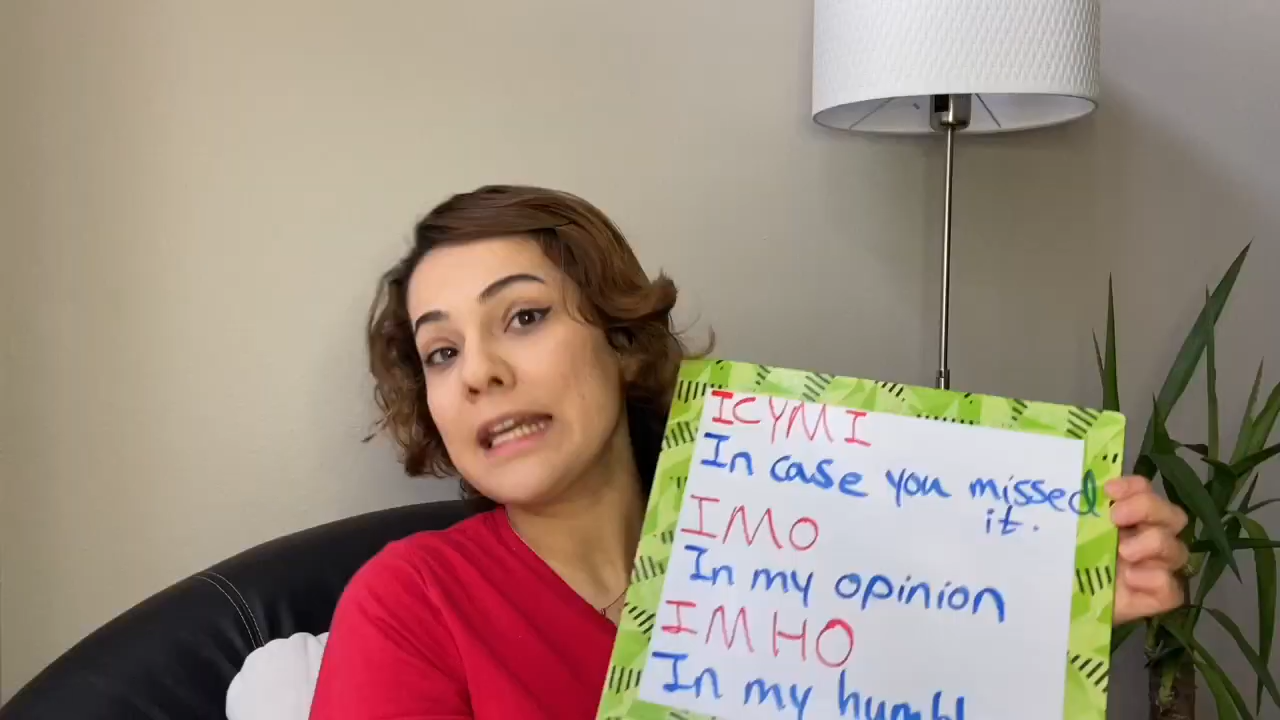 ICYMI
In case you missed
it.
IMO
In my opinion
IMHO
In my